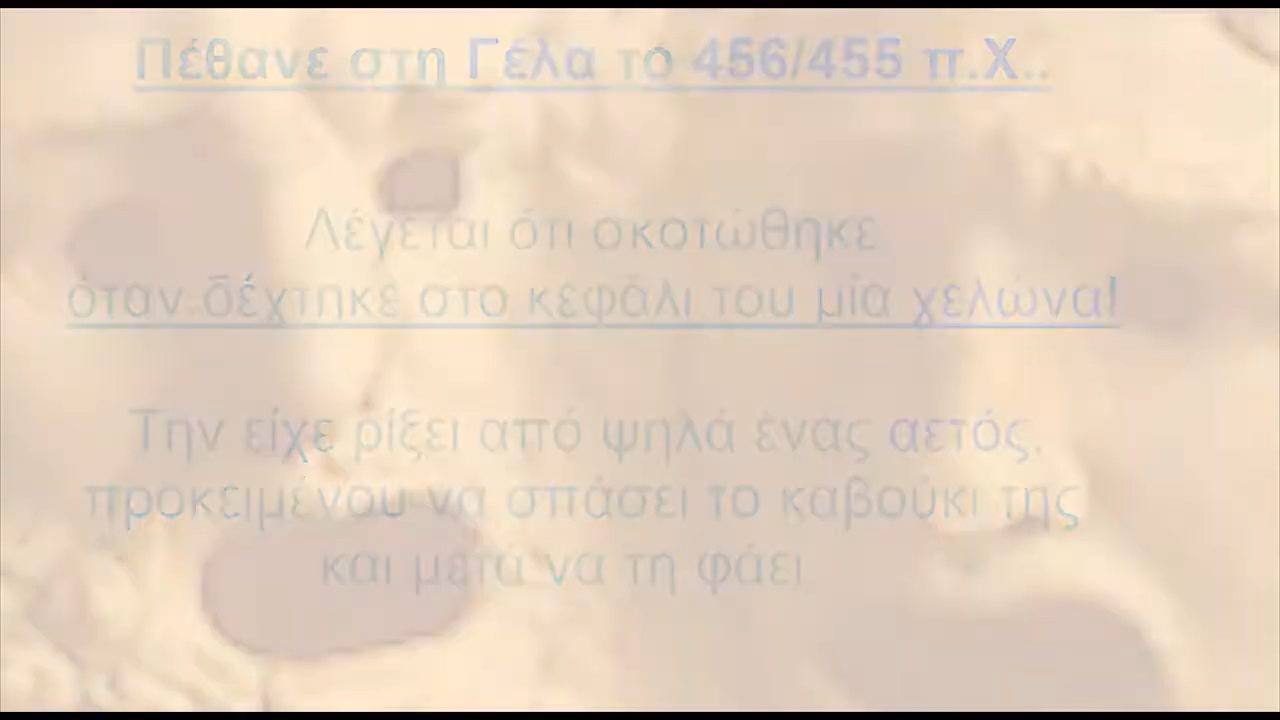 Πέθανε στη Γέλα το 456/455 π.Χ..
Λέγεται ότι σκοτώθηκε
όταν δέχτηκε στο κεφάλι του μία χελώνα!
Την είχε ρίξει από ψηλά ένας αετός,
προκειμένου να σπάσει το καβούκι της
και μετά να τη φάει